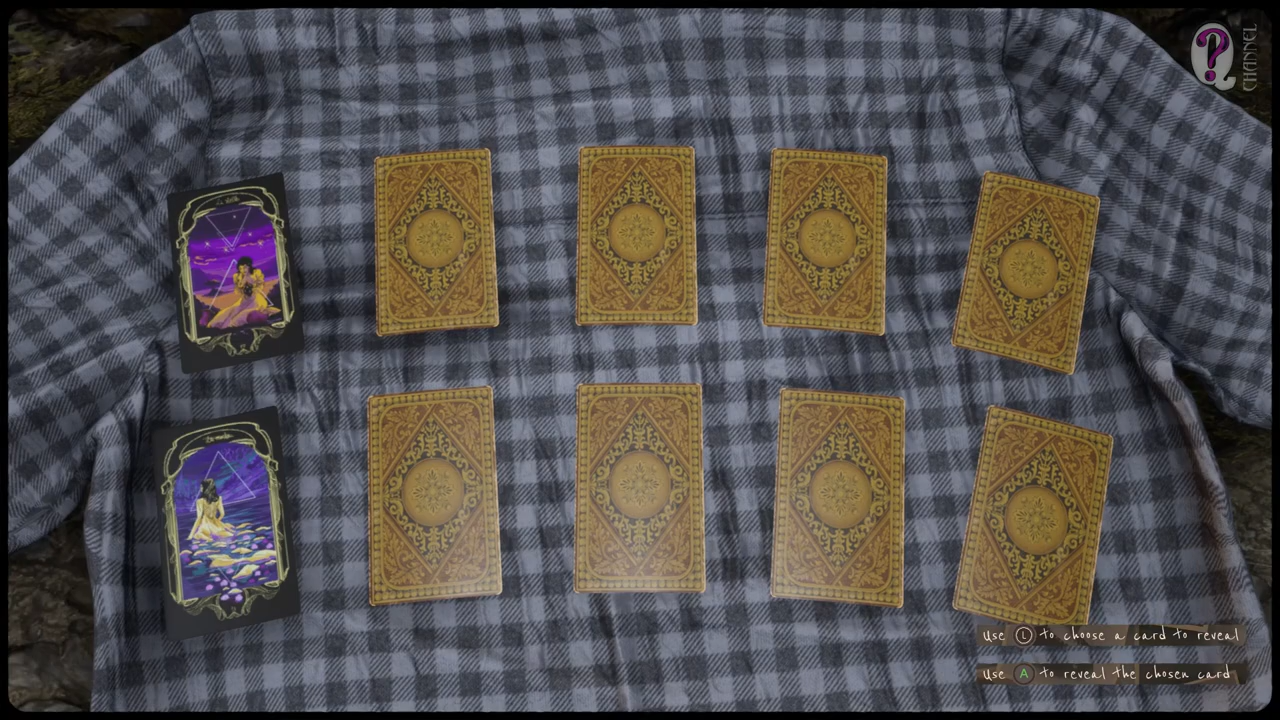 CHANNEL
Use L to choose a card to reveal
Use A to reveal the chosen card